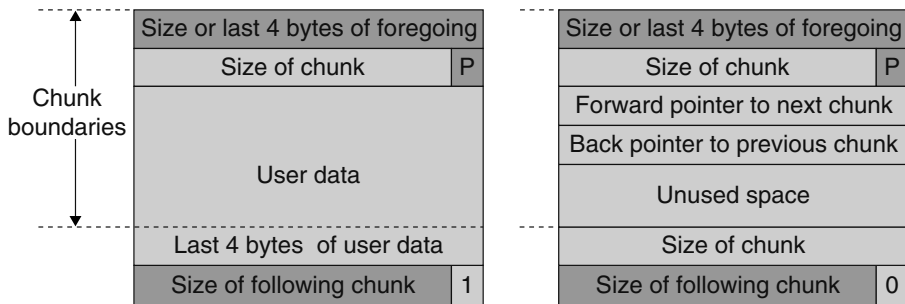 Size or last 4 bytes of foregoing
Size of chunk P
Chunk
boundaries
User data
Last 4 bytes of user data
Size of following chunk 1
Size or last 4 bytes of foregoing
Size of chunk P
Forward pointer to next chunk
Back pointer to previous chunk
Unused space
Size of chunk
Size of following chunk 0